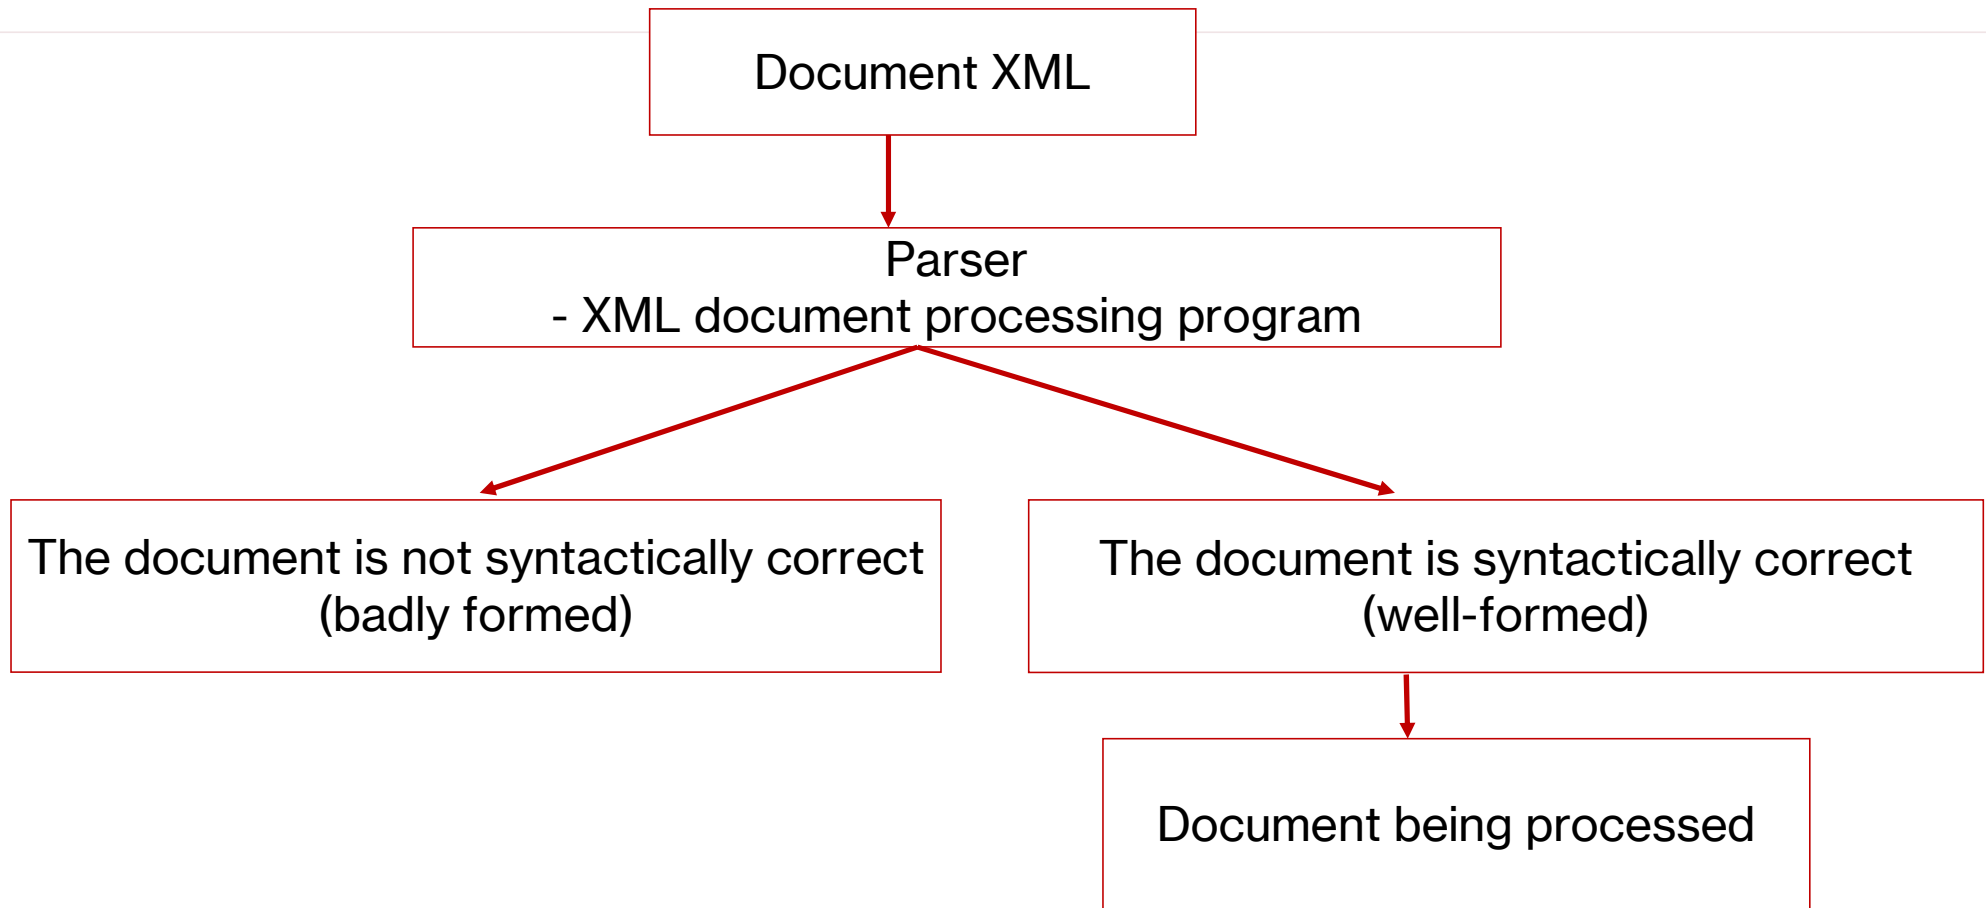 Document XML
Parser
- XML document processing program
The document is not syntactically correct
(badly formed)
The document is syntactically correct
(well-formed)
Document being processed